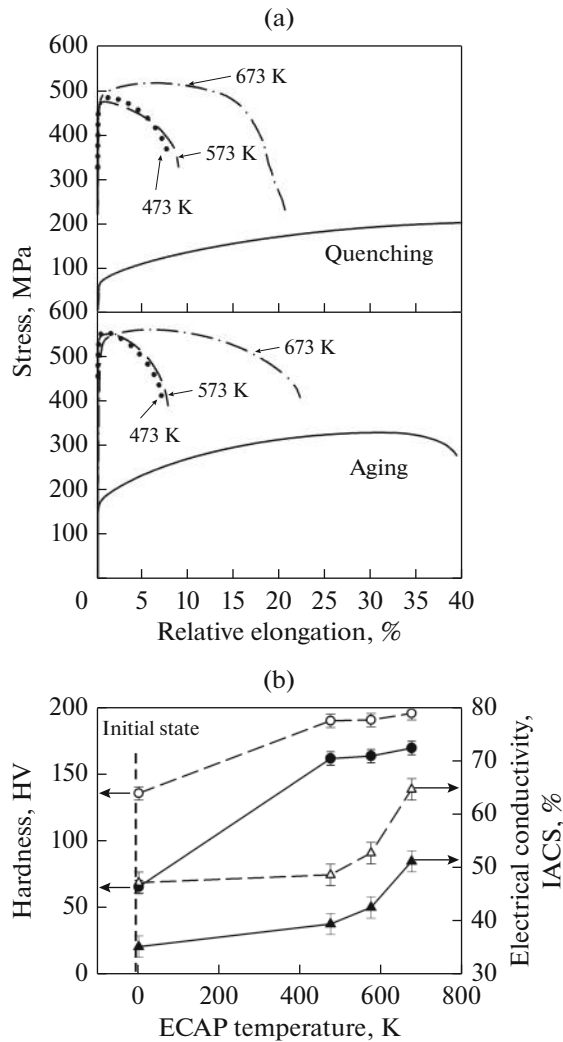 (a)
600
500
400
300
200
100
600
500
400
300
200
100
Stress, MPa
673 K
573 K
473 K
Quenching
673 K
573 K
473 K
Aging
0 5 10 15 20 25 30 35 40
Relative elongation, %
(b)
200
150
100
50
0
Hardness, HV
Initial state
80
70
60
50
40
30
Electrical conductivity,
IACS, %
0 200 400 600 800
ECAP temperature, K